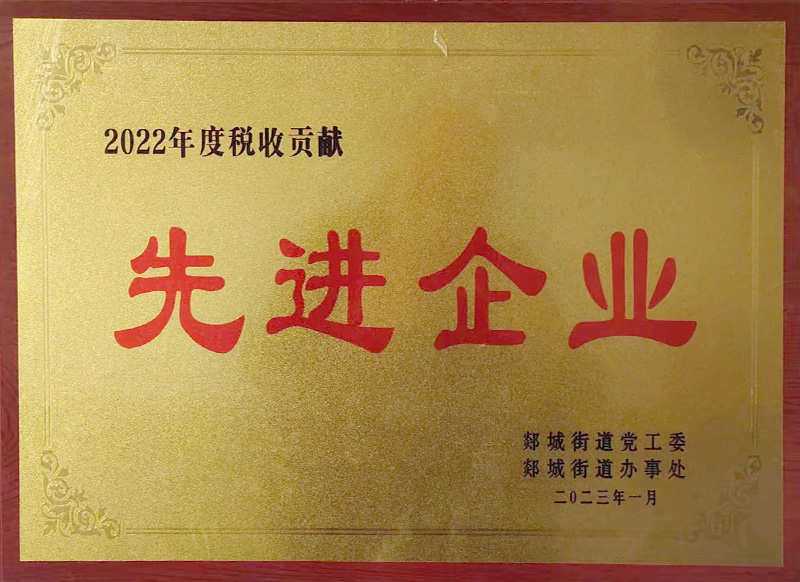 2022年度税收贡献
先进企业
郯城街道党工委
郯城街道办事处
二〇二三年一月